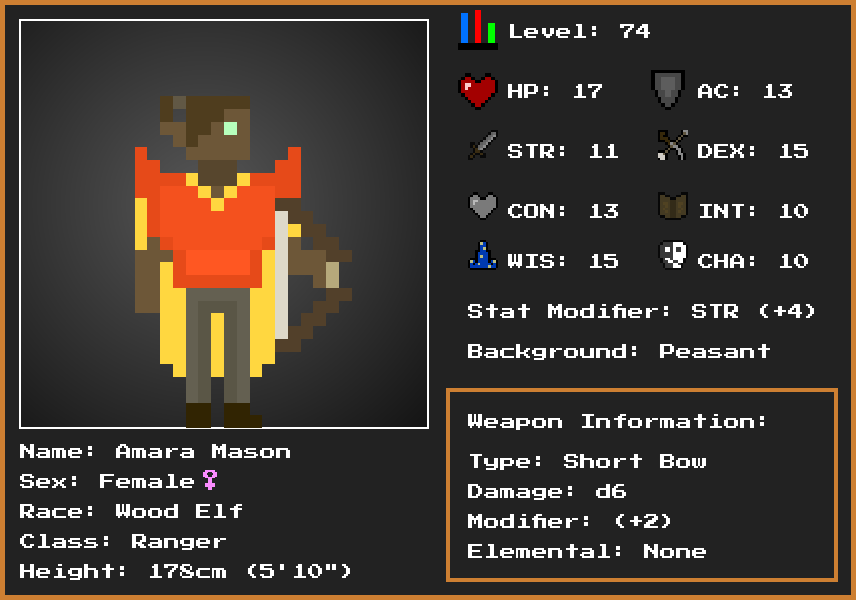 Level: 74
HP: 17
AC: 13
STR: 11
DEX: 15
CON: 13
INT: 10
WIS: 15
CHA: 10
Stat Modifier: STR (+4)
Background: Peasant
Weapon Information:
Type: Short Bow
Damage: d6
Modifier: (+2)
Elemental: None
Name: Amara Mason
Sex: Female♀
Race: Wood Elf
Class: Ranger
Height: 178cm (5'10")